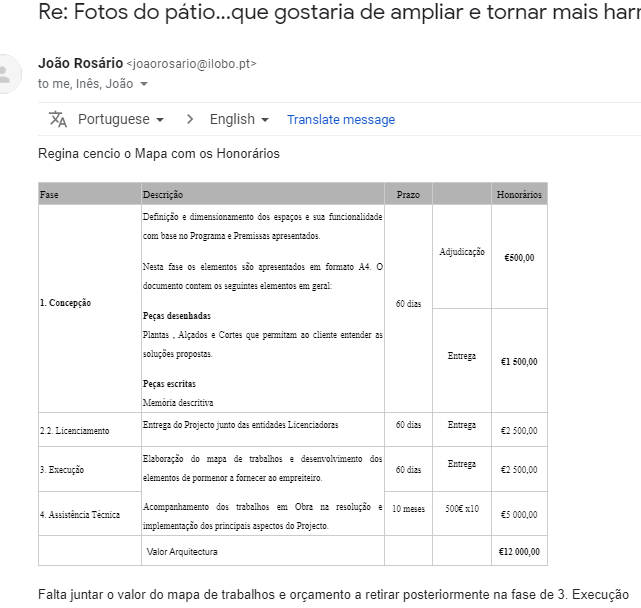 Re: Fotos do pátio...que gostaria de ampliar e tornar mais harr
João Rosário <joaorosario@ilobo.pt>
to me, Inês, João
Portuguese > English Translate message
Regina cencio o Mapa com os Honorários
Fase Descrição Prazo Honorários
Definição e dimensionamento dos espaços e sua funcionalidade
com base no Programa e Premissas apresentados.
Adjudicação €500,00
Nesta fase os elementos são apresentados em formato A4. O
documento contem os seguintes elementos em geral:
1. Concepção
60 dias
Peças desenhadas
Plantas , Alçados e Cortes que permitam ao cliente entender as
soluções propostas.
Entrega €1 500,00
Peças escritas
Memória descritiva
2.2. Licenciamento Entrega do Projecto junto das entidades Licenciadoras 60 dias Entrega €2 500,00
3. Execução Elaboração do mapa de trabalhos e desenvolvimento dos
elementos de pormenor a fornecer ao empreiteiro.
60 dias Entrega €2 500,00
4. Assistência Técnica Acompanhamento dos trabalhos em Obra na resolução e
implementação dos principais aspectos do Projecto.
10 meses 500€ x10 €5 000,00
Valor Arquitectura €12 000,00
Falta juntar o valor do mapa de trabalhos e orçamento a retirar posteriormente na fase de 3. Execução